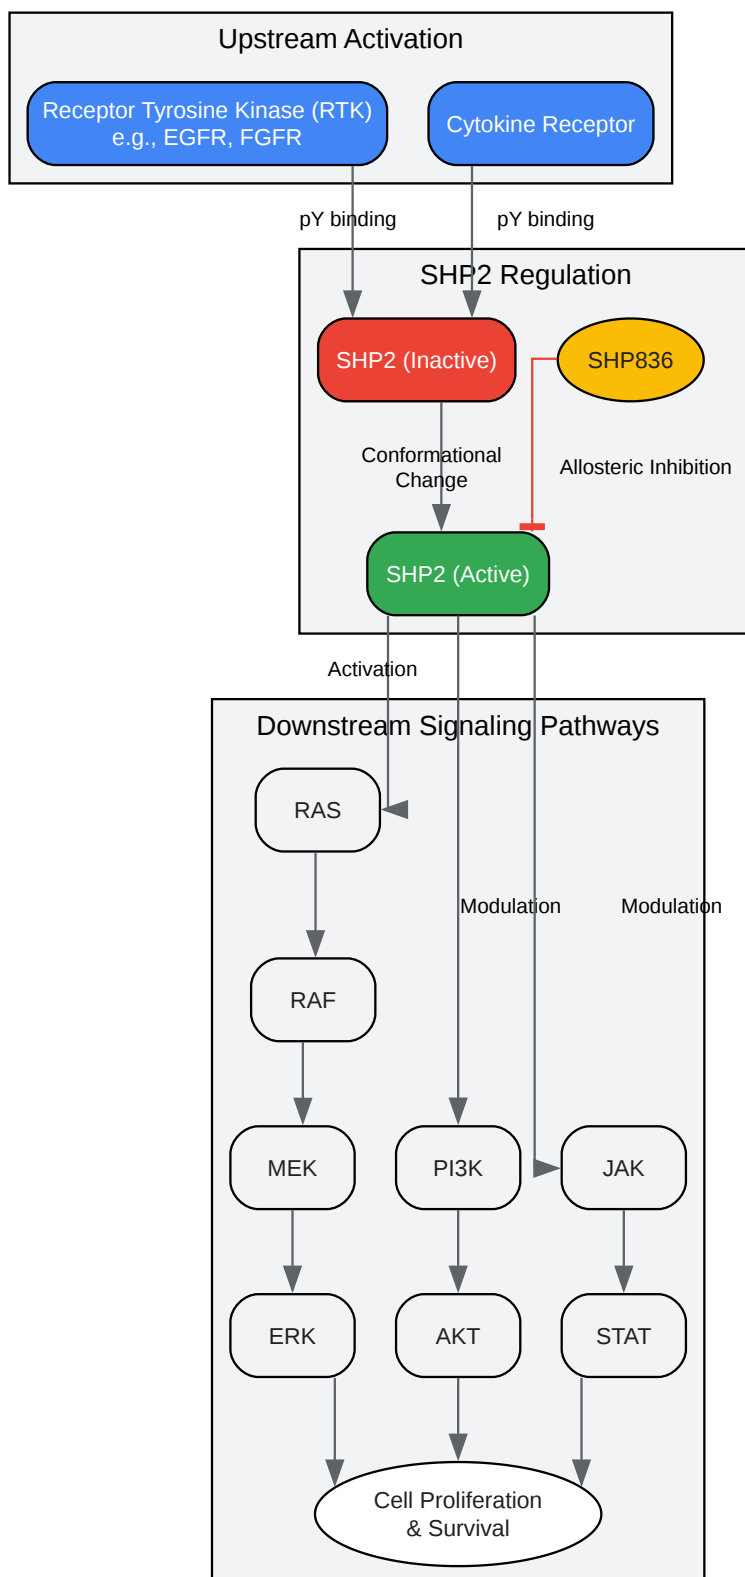 Upstream Activation
Receptor Tyrosine Kinase (RTK)
e.g., EGFR, FGFR
Cytokine Receptor
pY binding
pY binding
SHP2 Regulation
SHP2 (Inactive)
SHP836
Conformational
Change
Allosteric Inhibition
SHP2 (Active)
Activation
Downstream Signaling Pathways
RAS
Modulation
Modulation
RAF
MEK
PI3K
JAK
ERK
AKT
STAT
Cell Proliferation
& Survival